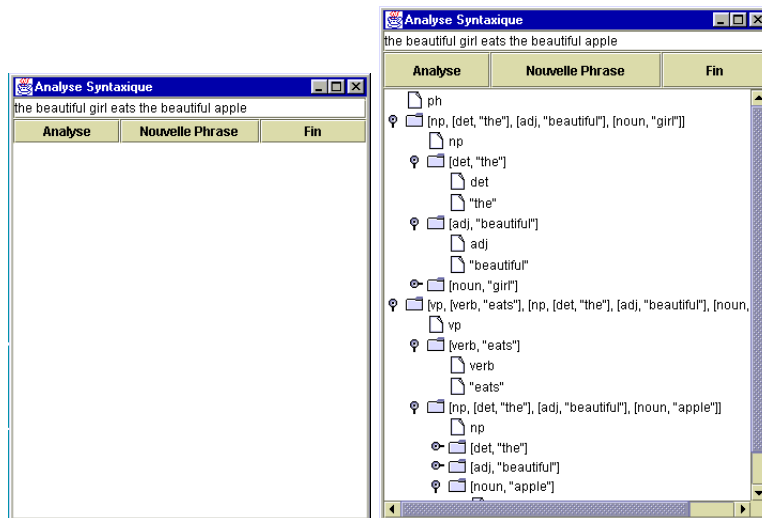 Analyse Syntaxique
the beautiful girl eats the beautiful apple
Analyse Nouvelle Phrase Fin
Analyse Syntaxique
the beautiful girl eats the beautiful apple
Analyse Nouvelle Phrase Fin
ph
[np, [det, "the"], [adj, "beautiful"], [noun, "girl"]]
np
[det, "the"]
det
"the"
[adj, "beautiful"]
adj
"beautiful"
[noun, "girl"]
[vp, [verb, "eats"], [np, [det, "the"], [adj, "beautiful"], [noun,
vp
[verb, "eats"]
verb
"eats"
[np, [det, "the"], [adj, "beautiful"], [noun, "apple"]]
np
[det, "the"]
[adj, "beautiful"]
[noun, "apple"]